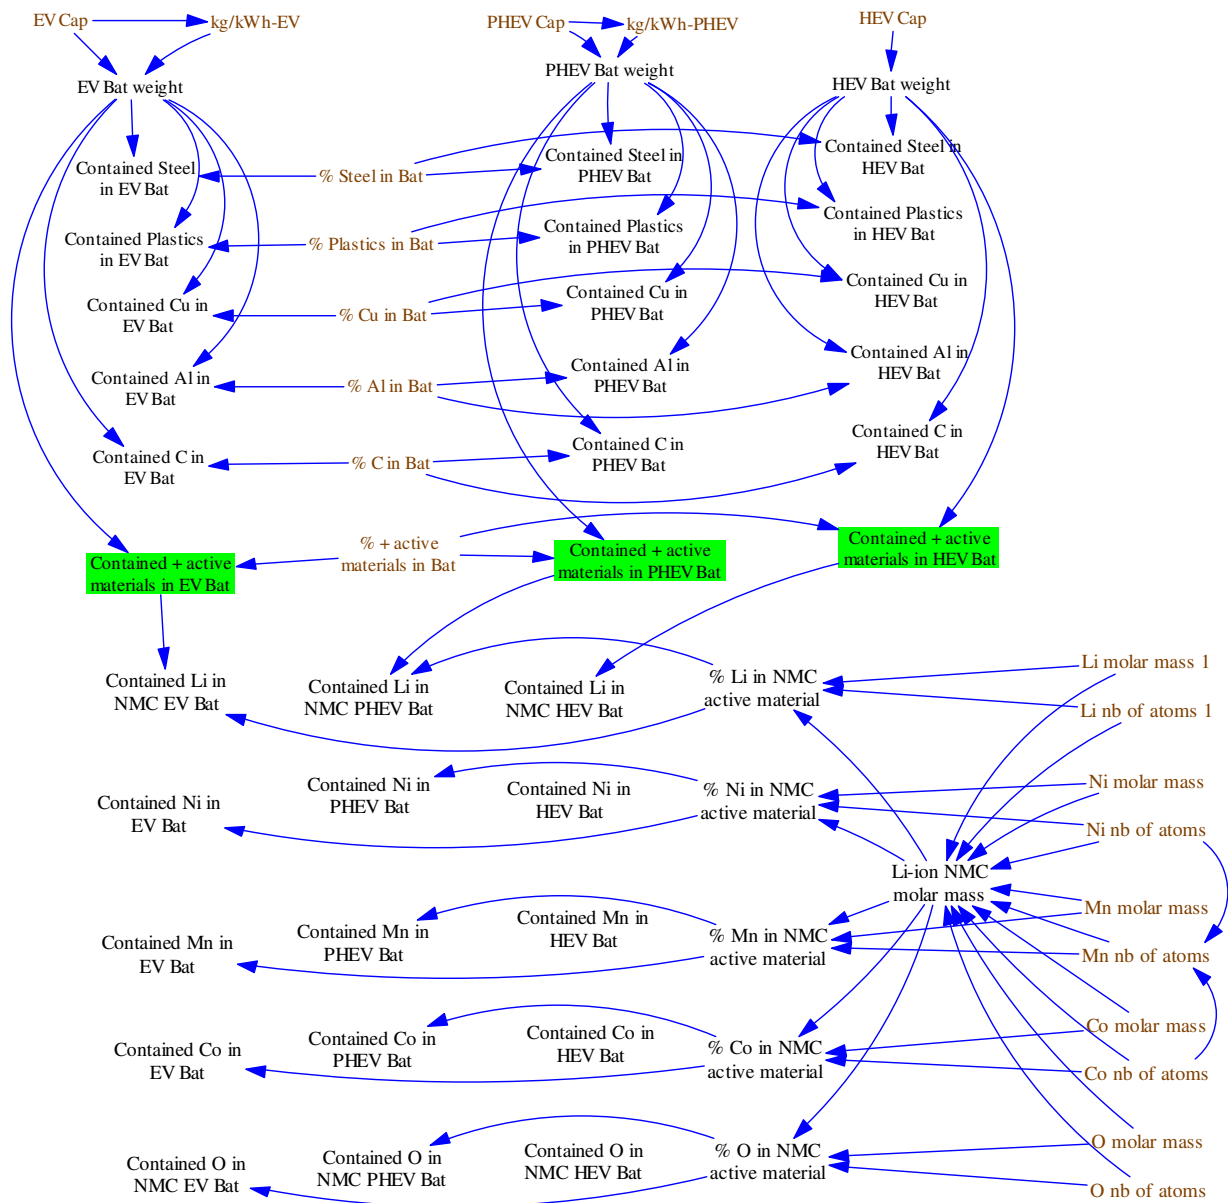 EV Cap
kg/kWh-EV
PHEV Cap
kg/kWh-PHEV
HEV Cap
EV Bat weight
PHEV Bat weight
HEV Bat weight
Contained Steel
in EV Bat
% Steel in Bat
Contained Steel in
PHEV Bat
Contained Steel in
HEV Bat
Contained Plastics
in EV Bat
% Plastics in Bat
Contained Plastics
in PHEV Bat
Contained Plastics
in HEV Bat
Contained Cu in
EV Bat
% Cu in Bat
Contained Cu in
PHEV Bat
Contained Cu in
HEV Bat
Contained Al in
EV Bat
% Al in Bat
Contained Al in
PHEV Bat
Contained Al in
HEV Bat
Contained C in
EV Bat
% C in Bat
Contained C in
PHEV Bat
Contained C in
HEV Bat
Contained + active
materials in EV Bat
% + active
materials in Bat
Contained + active
materials in PHEV Bat
Contained + active
materials in HEV Bat
Contained Li in
NMC EV Bat
Contained Li in
NMC PHEV Bat
Contained Li in
NMC HEV Bat
% Li in NMC
active material
Li molar mass 1
Li nb of atoms 1
Contained Ni in
EV Bat
Contained Ni in
PHEV Bat
Contained Ni in
HEV Bat
% Ni in NMC
active material
Ni molar mass
Ni nb of atoms
Li-ion NMC
molar mass
Contained Mn in
EV Bat
Contained Mn in
PHEV Bat
Contained Mn in
HEV Bat
% Mn in NMC
active material
Mn molar mass
Mn nb of atoms
Contained Co in
EV Bat
Contained Co in
PHEV Bat
Contained Co in
HEV Bat
% Co in NMC
active material
Co molar mass
Co nb of atoms
Contained O in
NMC EV Bat
Contained O in
NMC PHEV Bat
Contained O in
NMC HEV Bat
% O in NMC
active material
O molar mass
O nb of atoms